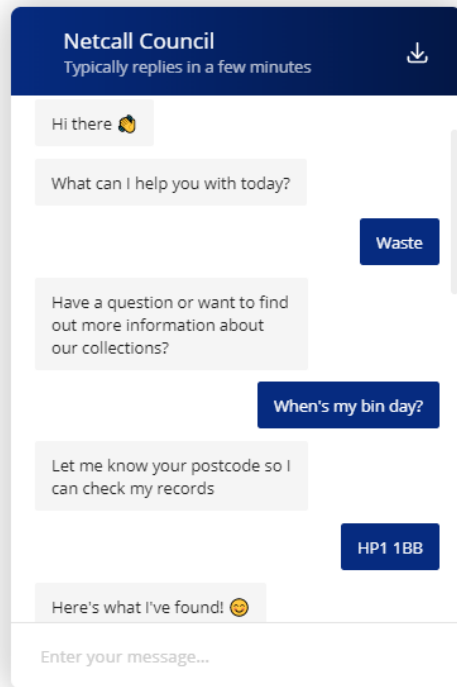 Netcall Council
Typically replies in a few minutes
Hi there 👏
What can I help you with today?
Waste
Have a question or want to find
out more information about
our collections?
When's my bin day?
Let me know your postcode so I
can check my records
HP1 1BB
Here's what I've found! 😊
Enter your message...